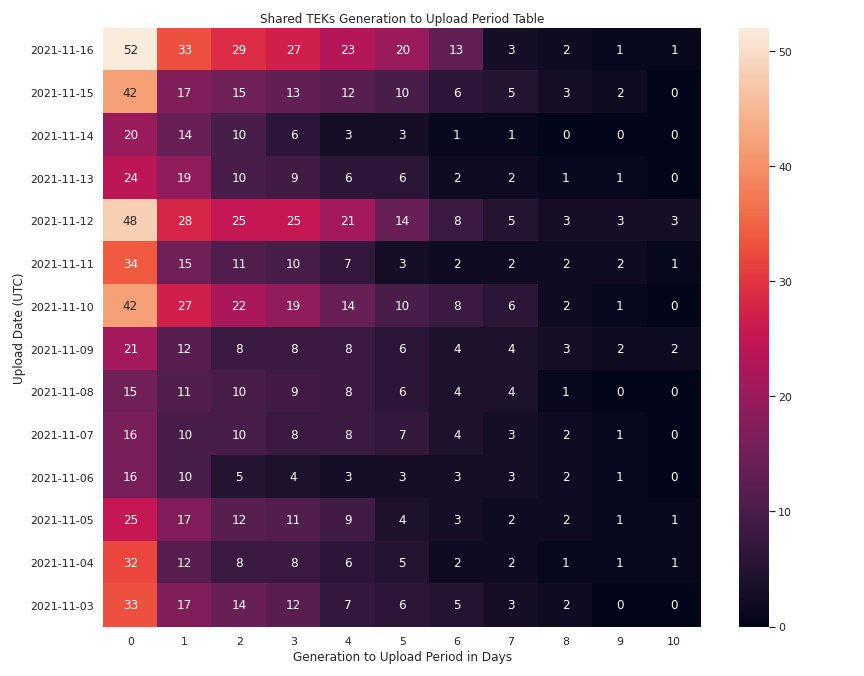 Shared TEKs Generation to Upload Period Table
2021-11-16 52 33 29 27 23 20 13 3 2 1 1
2021-11-15 42 17 15 13 12 10 6 5 3 2 0
2021-11-14 20 14 10 6 3 3 1 1 0 0 0
2021-11-13 24 19 10 9 6 6 2 2 1 1 0
2021-11-12 48 28 25 25 21 14 8 5 3 3 3
2021-11-11 34 15 11 10 7 3 2 2 2 2 1
2021-11-10 42 27 22 19 14 10 8 6 2 1 0
2021-11-09 21 12 8 8 8 6 4 4 3 2 2
2021-11-08 15 11 10 9 8 6 4 4 1 0 0
2021-11-07 16 10 10 8 8 7 4 3 2 1 0
2021-11-06 16 10 5 4 3 3 3 3 2 1 0
2021-11-05 25 17 12 11 9 4 3 2 2 1 1
2021-11-04 32 12 8 8 6 5 2 2 1 1 1
2021-11-03 33 17 14 12 7 6 5 3 2 0 0
0 1 2 3 4 5 6 7 8 9 10
Generation to Upload Period in Days
Upload Date (UTC)
50
40
30
20
10
0